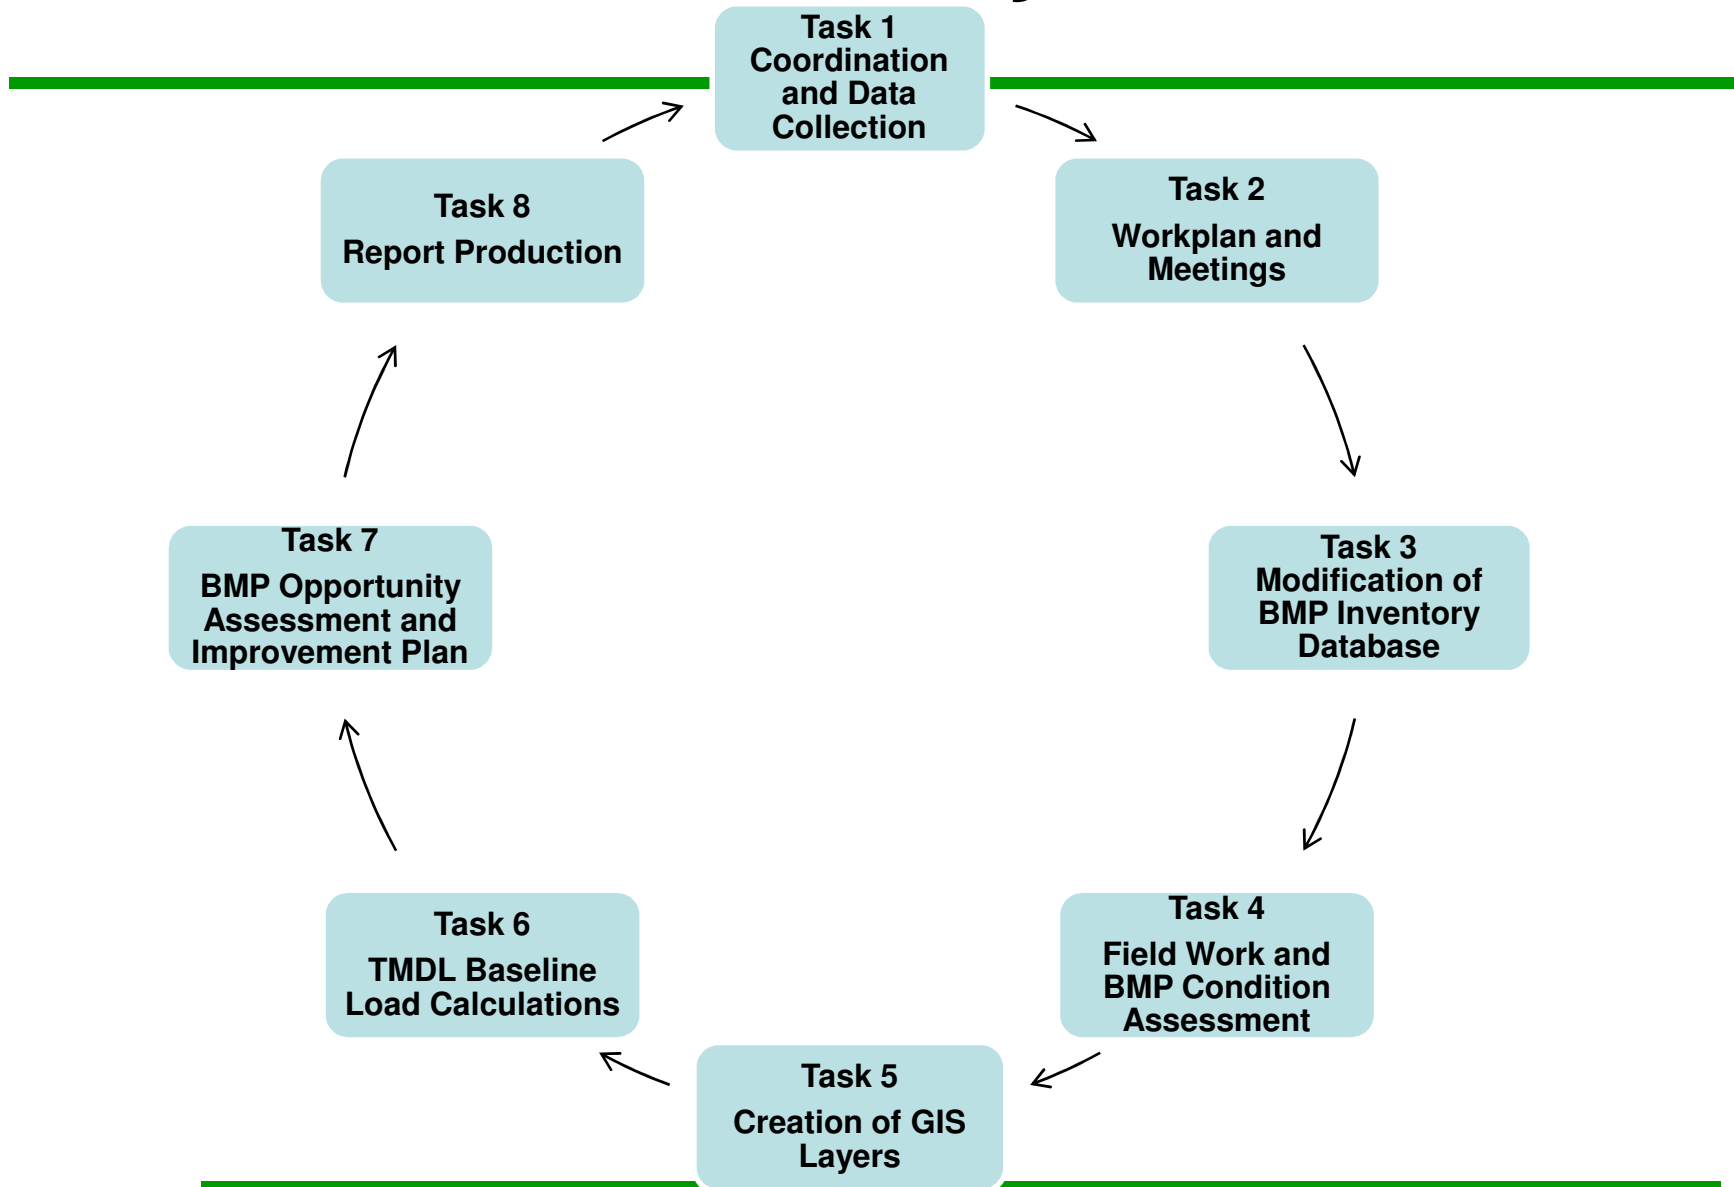 Task 1
Coordination
and Data
Collection
Task 2
Workplan and
Meetings
Task 3
Modification of
BMP Inventory
Database
Task 4
Field Work and
BMP Condition
Assessment
Task 5
Creation of GIS
Layers
Task 6
TMDL Baseline
Load Calculations
Task 7
BMP Opportunity
Assessment and
Improvement Plan
Task 8
Report Production